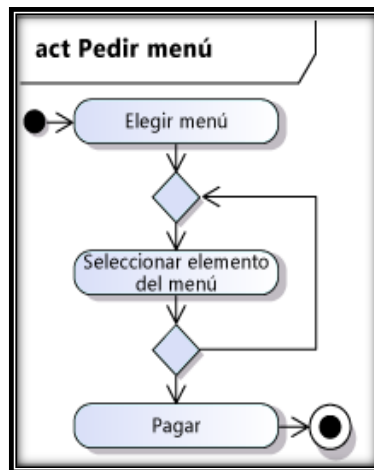 act Pedir menú
Elegir menú
Seleccionar elemento
del menú
Pagar